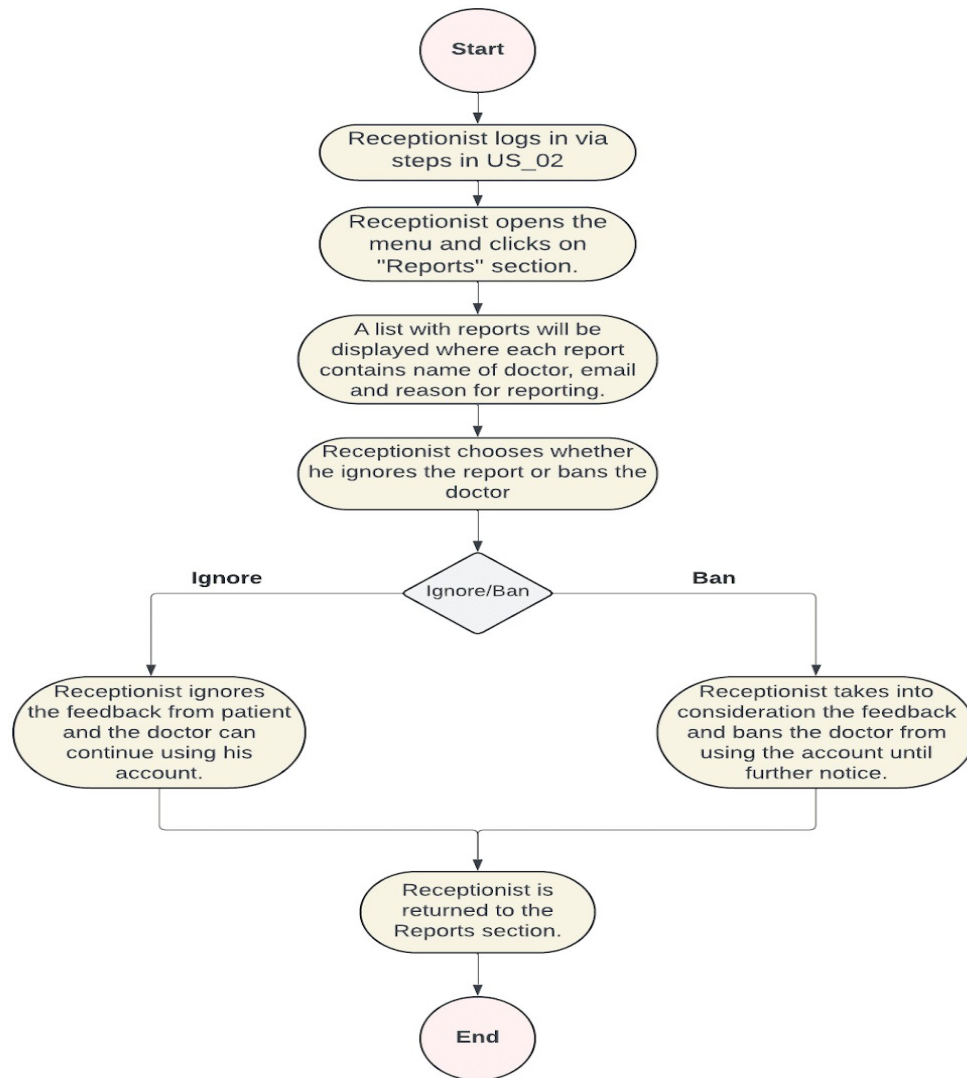 Start
Receptionist logs in via
steps in US_02
Receptionist opens the
menu and clicks on
"Reports" section.
A list with reports will be
displayed where each report
contains name of doctor, email
and reason for reporting.
Receptionist chooses whether
he ignores the report or bans the
doctor
Ignore/Ban
Ignore
Ban
Receptionist ignores
the feedback from patient
and the doctor can
continue using his
account.
Receptionist takes into
consideration the feedback
and bans the doctor from
using the account until
further notice.
Receptionist is
returned to the
Reports section.
End